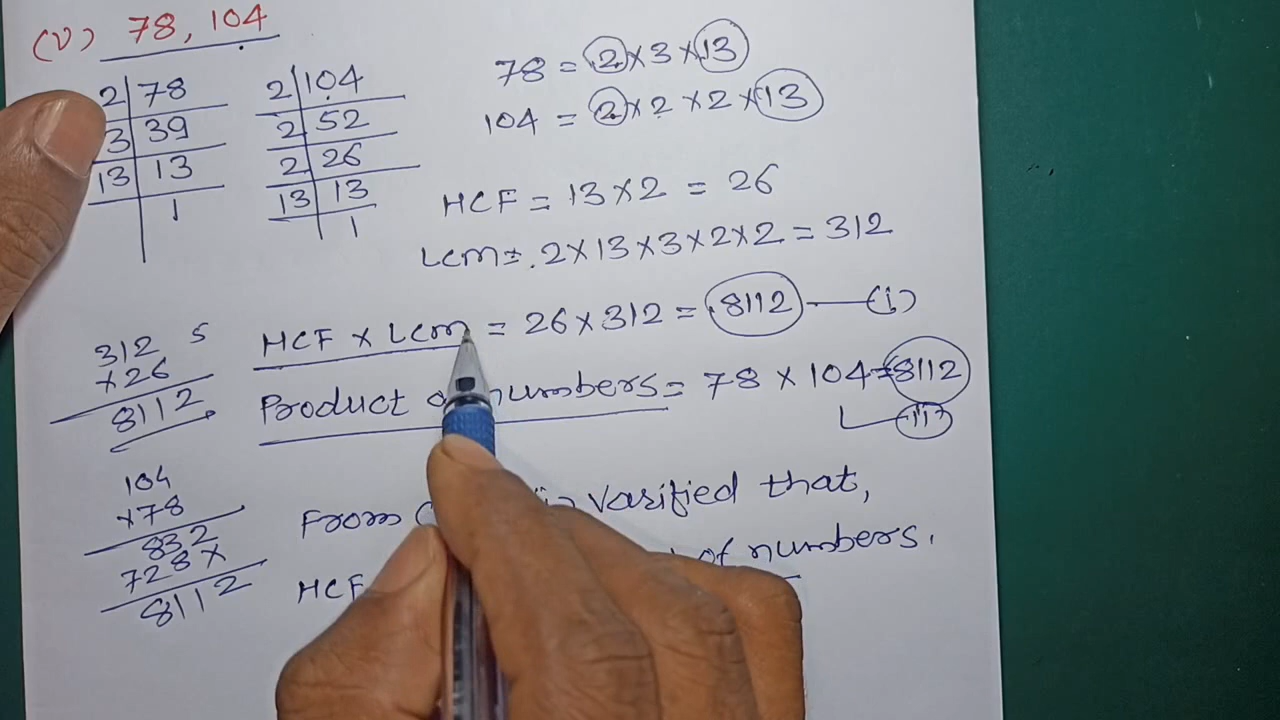 (V) 78, 104
2 78
3 39
13 13
1
2 104
2 52
2 26
13 13
1
78 = 2 × 3 × 13
104 = 2 × 2 × 2 × 13
HCF = 13 × 2 = 26
Lcm = 2 × 13 × 3 × 2 × 2 = 312
HCF × Lcm = 26 × 312 = 8112 — (i)
Product numbers = 78 × 104 = 8112
(ii)
312 5
× 26
8112
104
× 78
832
728×
8112
From varified that,
HCF of numbers.